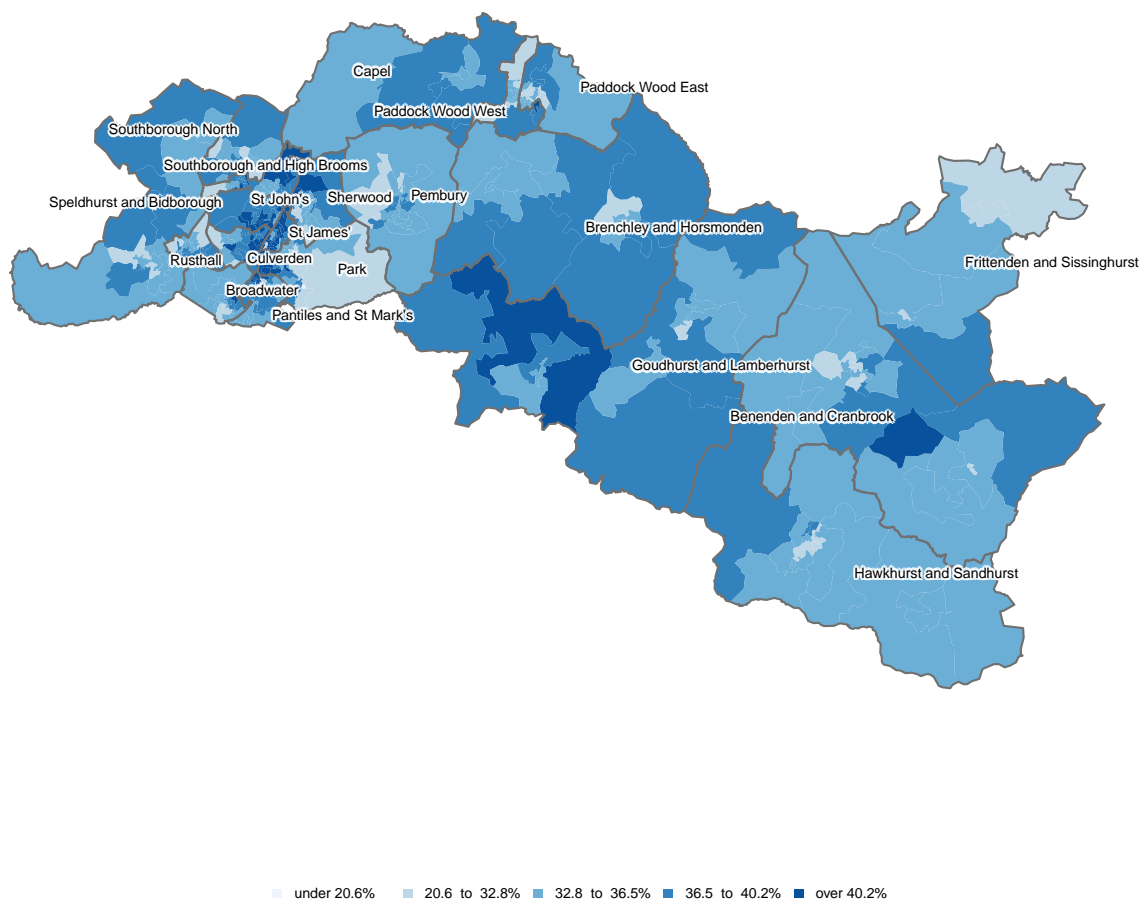 Capel
Paddock Wood East
Paddock Wood West
Southborough North
Southborough and High Brooms
Speldhurst and Bidborough
St John's
Sherwood
Pembury
St James'
Brenchley and Horsmonden
Rusthall
Culverden
Park
Frittenden and Sissinghurst
Broadwater
Pantiles and St Mark's
Goudhurst and Lamberhurst
Benenden and Cranbrook
Hawkhurst and Sandhurst
under 20.6% 20.6 to 32.8% 32.8 to 36.5% 36.5 to 40.2% over 40.2%